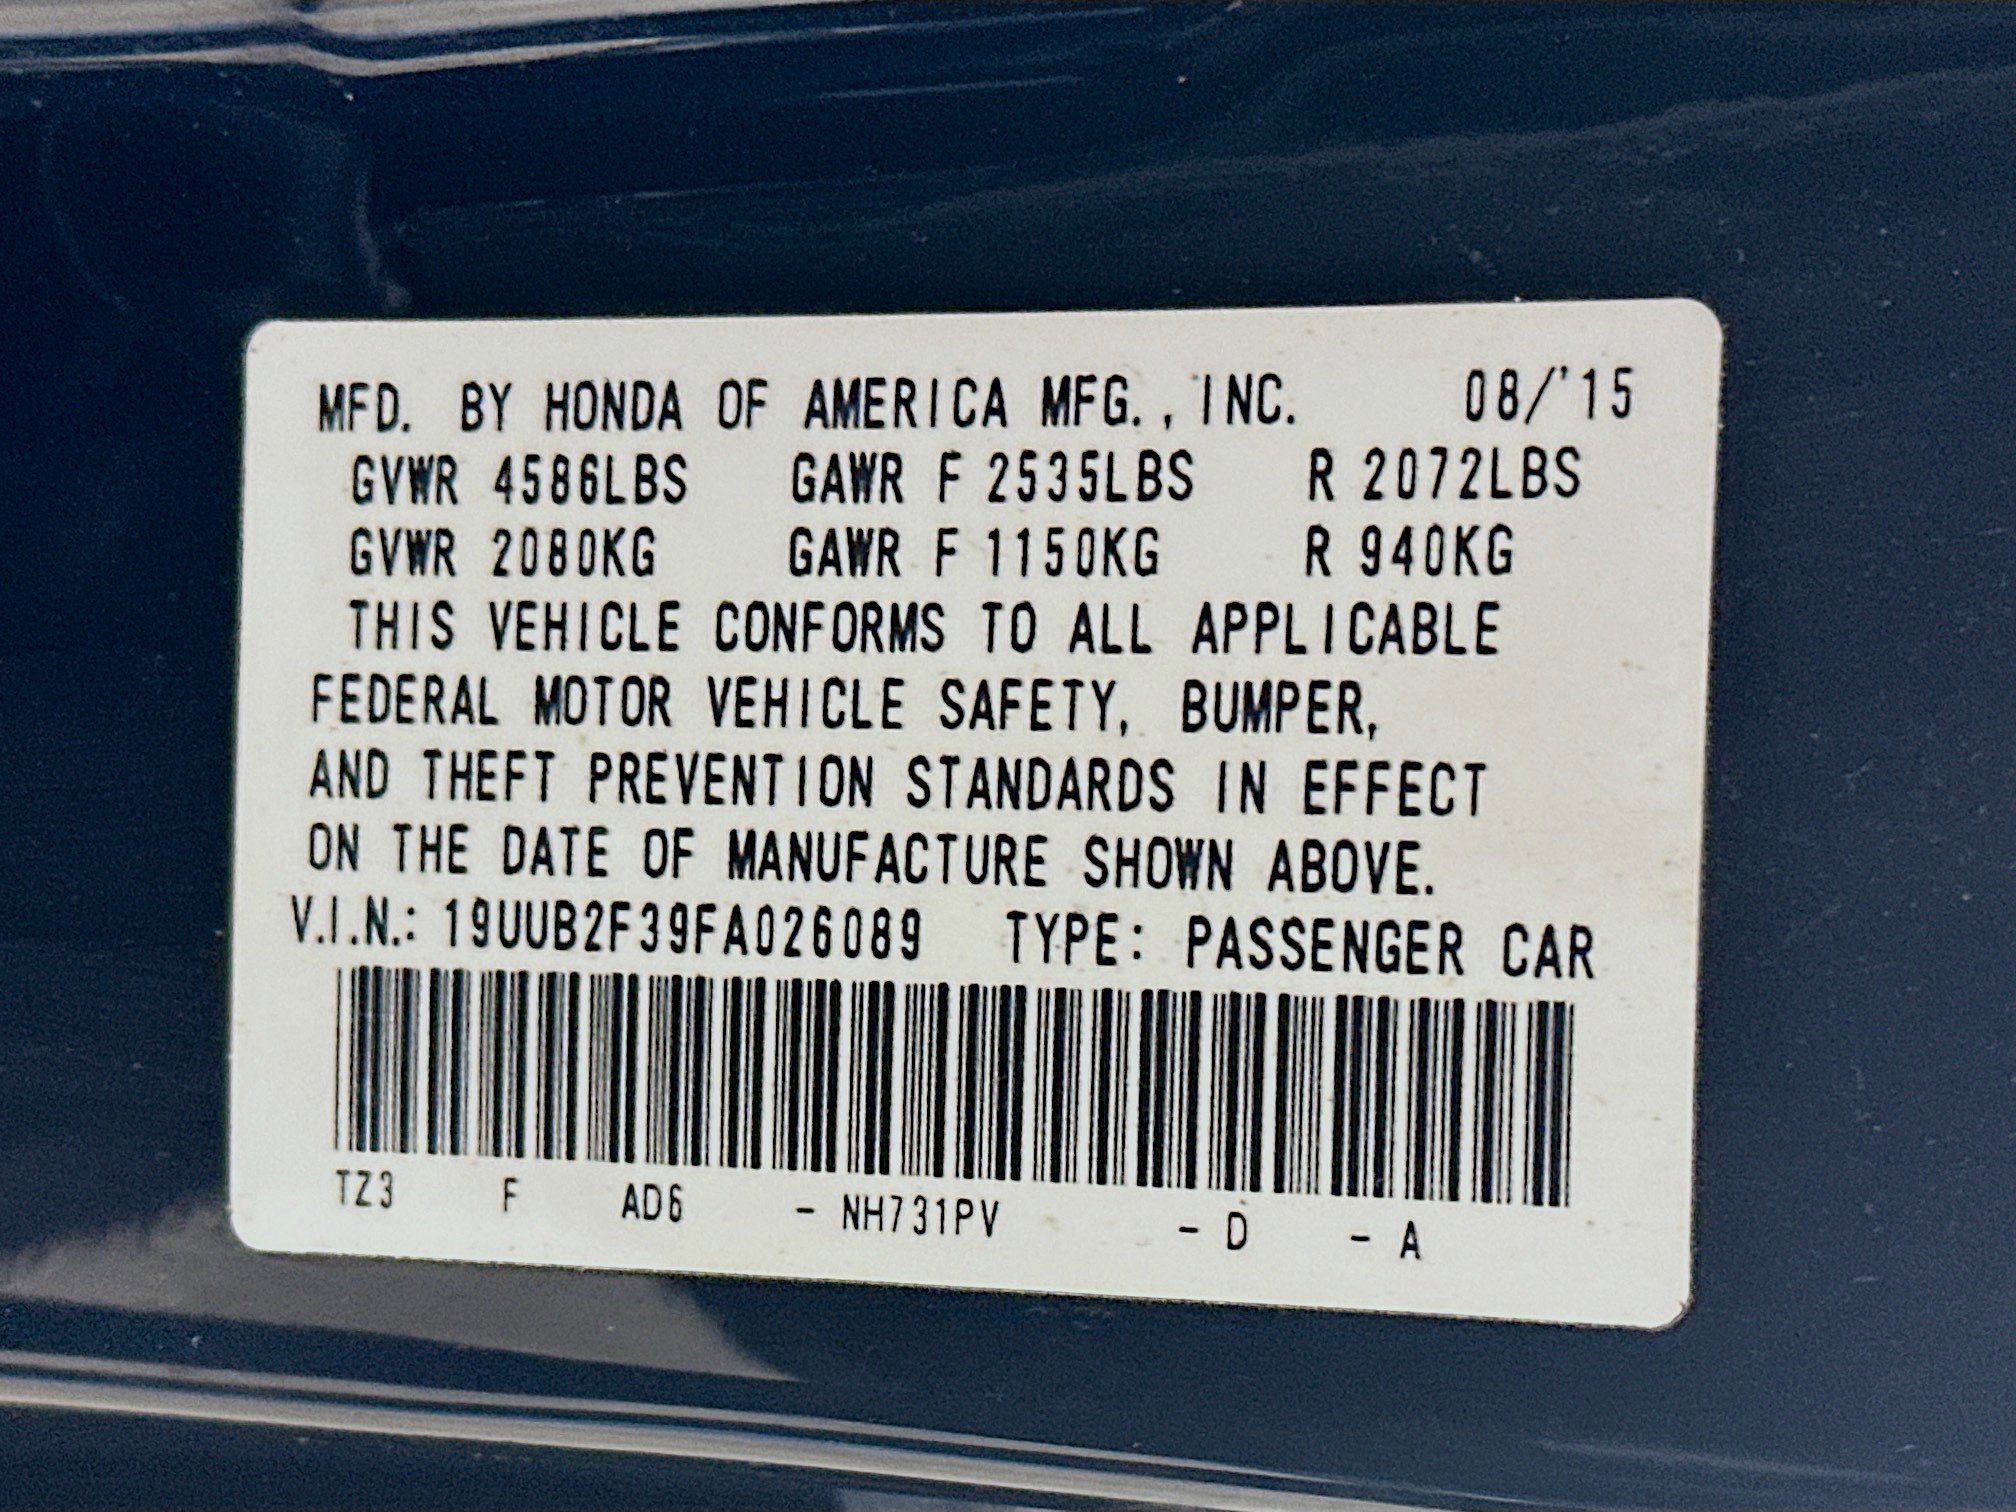 MFD. BY HONDA OF AMERICA MFG., INC. 08/'15
GVWR 4586LBS GAWR F 2535LBS R 2072LBS
GVWR 2080KG GAWR F 1150KG R 940KG
THIS VEHICLE CONFORMS TO ALL APPLICABLE
FEDERAL MOTOR VEHICLE SAFETY, BUMPER,
AND THEFT PREVENTION STANDARDS IN EFFECT
ON THE DATE OF MANUFACTURE SHOWN ABOVE.
V.I.N.: 19UUB2F39FA026089 TYPE: PASSENGER CAR
TZ3 F AD6 - NH731PV - D - A